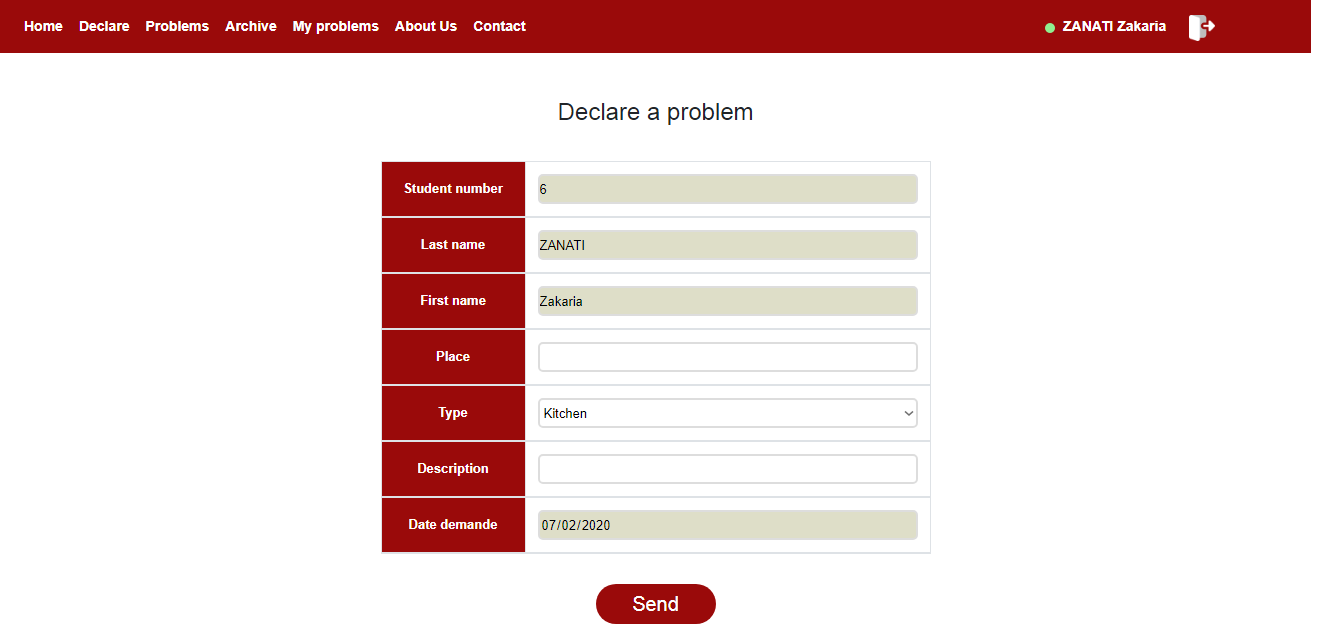 Home Declare Problems Archive My problems About Us Contact ZANATI Zakaria
Declare a problem
Student number 6
Last name ZANATI
First name Zakaria
Place
Type Kitchen
Description
Date demande 07/02/2020
Send